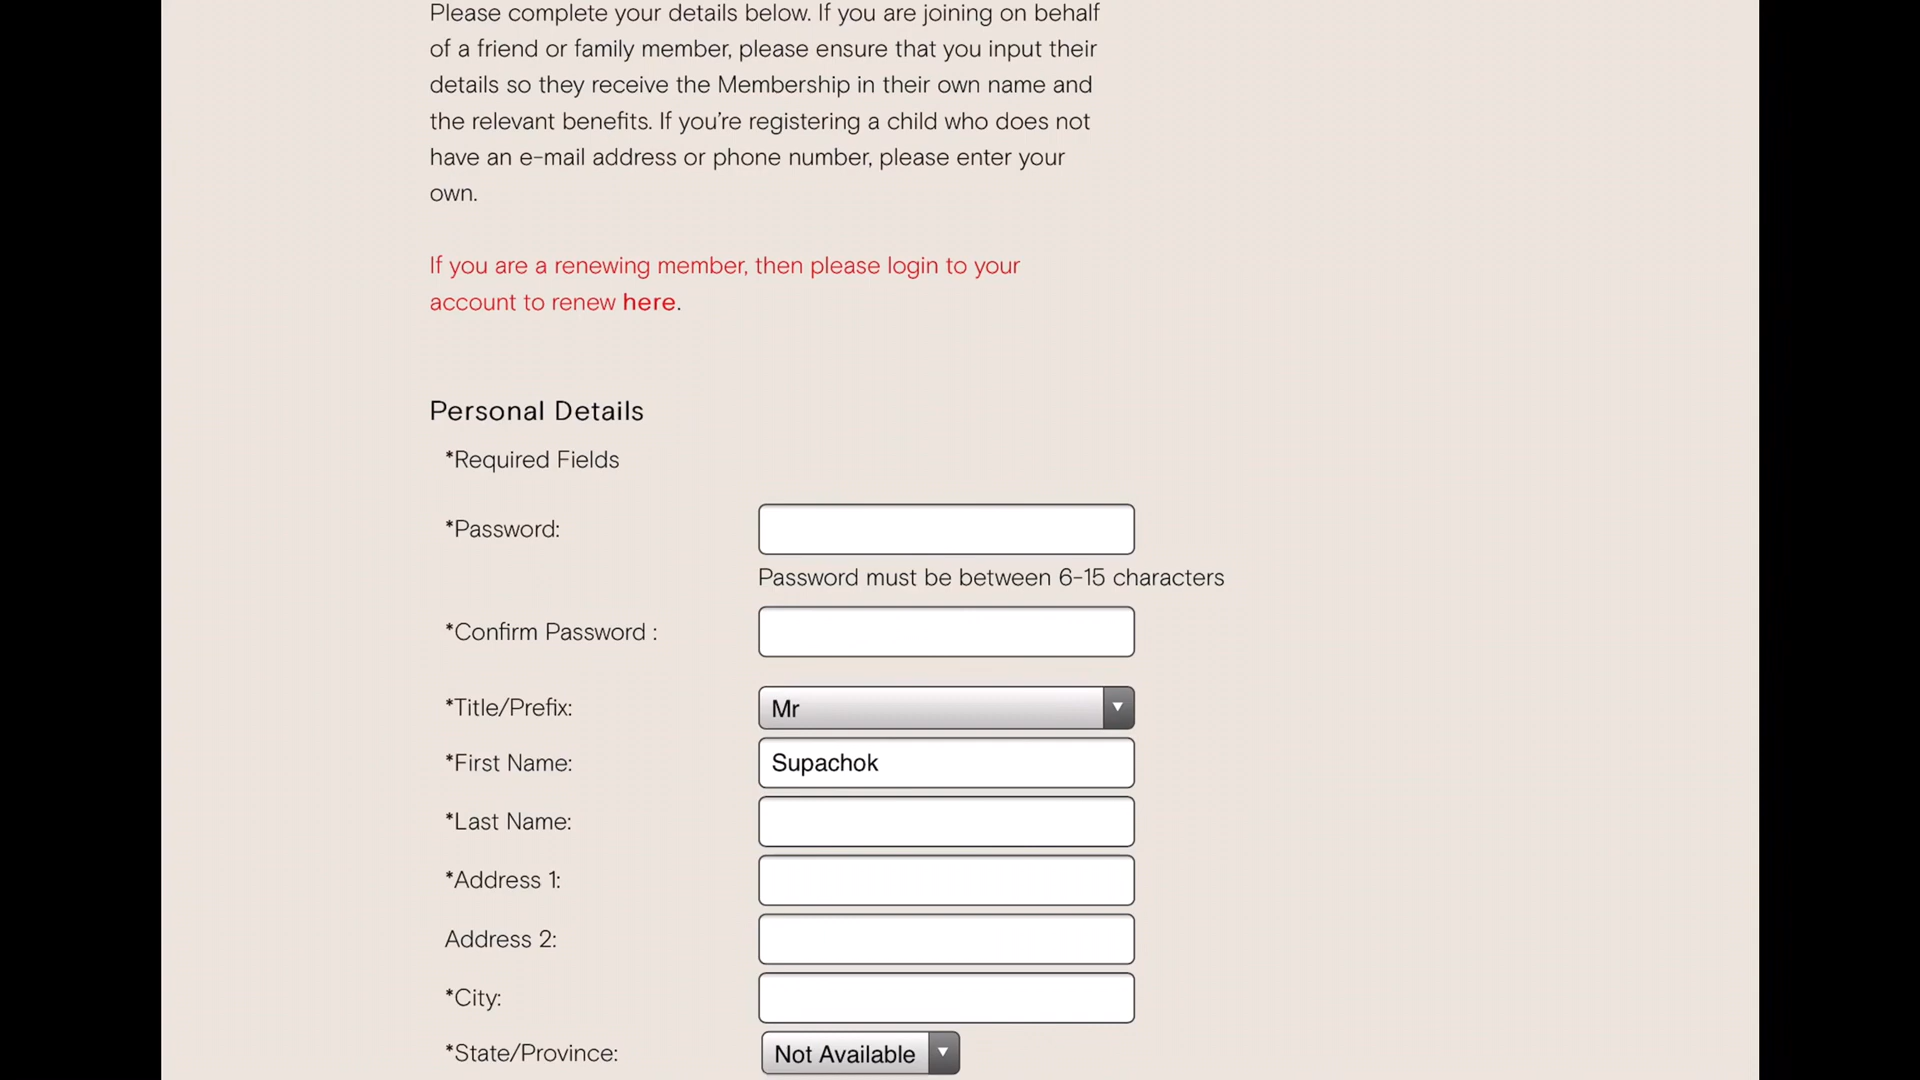 Please complete your details below. If you are joining on behalf
of a friend or family member, please ensure that you input their
details so they receive the Membership in their own name and
the relevant benefits. If you’re registering a child who does not
have an e-mail address or phone number, please enter your
own.
If you are a renewing member, then please login to your
account to renew here.
Personal Details
*Required Fields
*Password:
Password must be between 6-15 characters
*Confirm Password :
*Title/Prefix: Mr
*First Name: Supachok
*Last Name:
*Address 1:
Address 2:
*City:
*State/Province: Not Available